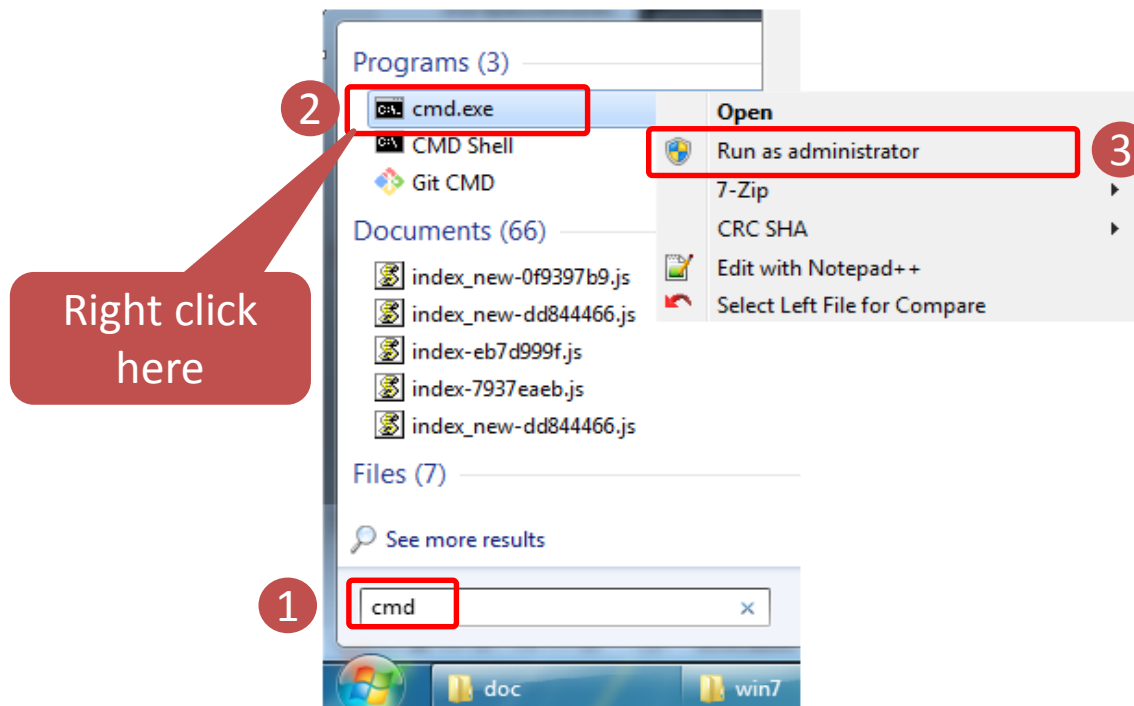 Programs (3)
2
cmd.exe
CMD Shell
Git CMD
Open
Run as administrator
3
7-Zip
CRC SHA
Edit with Notepad++
Select Left File for Compare
Documents (66)
index_new-0f9397b9.js
index_new-dd844466.js
index-eb7d999f.js
index-7937eaeb.js
index_new-dd844466.js
Right click
here
Files (7)
See more results
1
cmd
doc
win7